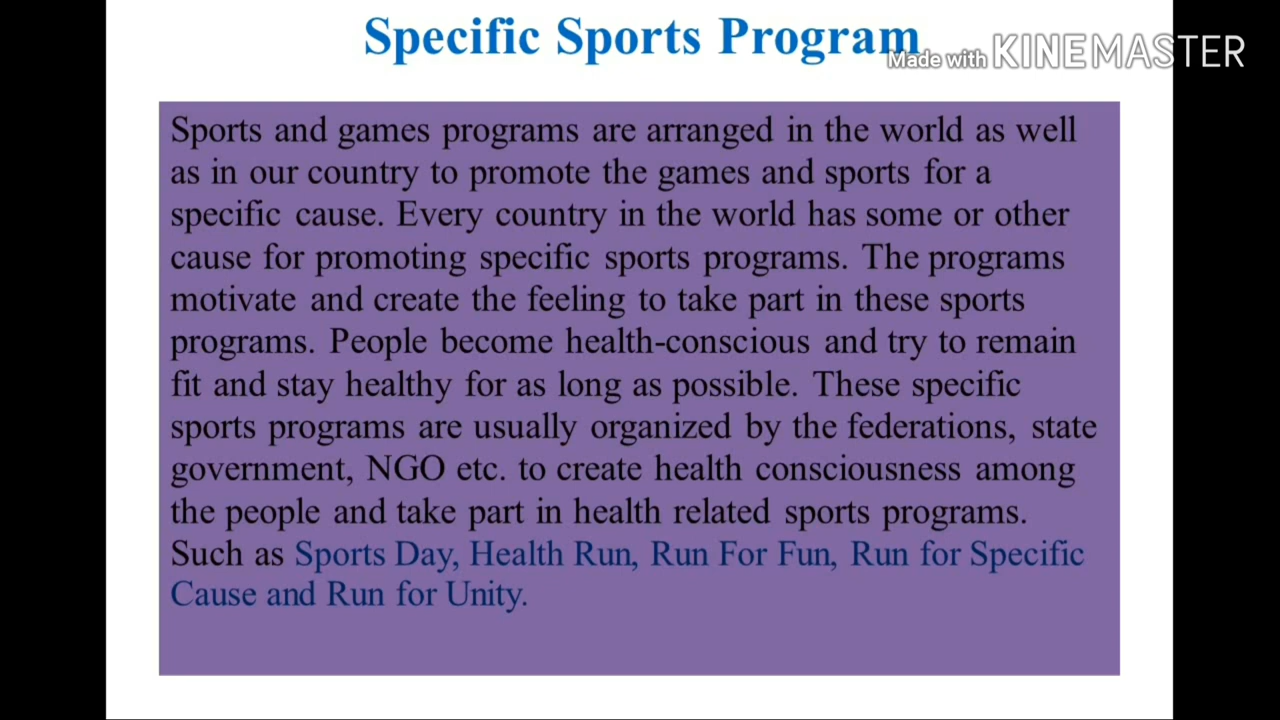 Specific Sports Program
Made with KINEMASTER
Sports and games programs are arranged in the world as well
as in our country to promote the games and sports for a
specific cause. Every country in the world has some or other
cause for promoting specific sports programs. The programs
motivate and create the feeling to take part in these sports
programs. People become health-conscious and try to remain
fit and stay healthy for as long as possible. These specific
sports programs are usually organized by the federations, state
government, NGO etc. to create health consciousness among
the people and take part in health related sports programs.
Such as Sports Day, Health Run, Run For Fun, Run for Specific
Cause and Run for Unity.